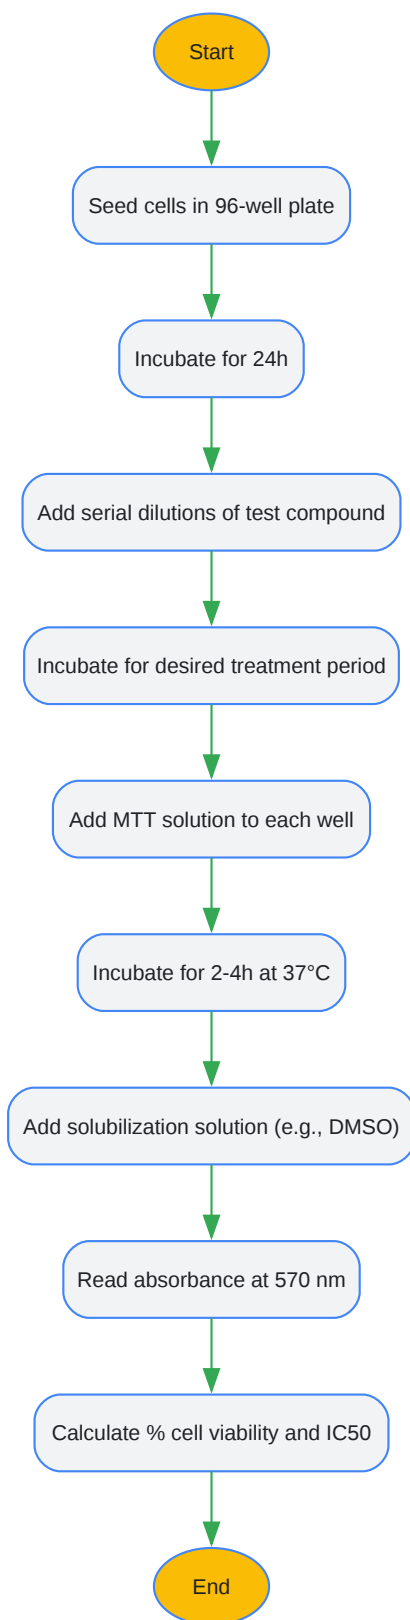 Start
Seed cells in 96-well plate
Incubate for 24h
Add serial dilutions of test compound
Incubate for desired treatment period
Add MTT solution to each well
Incubate for 2-4h at 37°C
Add solubilization solution (e.g., DMSO)
Read absorbance at 570 nm
Calculate % cell viability and IC50
End